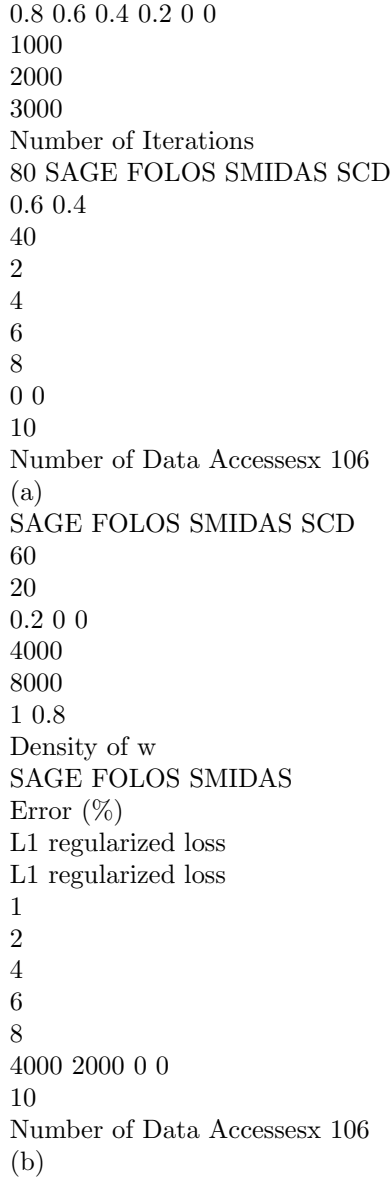 0.8 0.6 0.4 0.2 0 0
1000
2000
3000
Number of Iterations
80 SAGE FOLOS SMIDAS SCD
0.6 0.4
40
2
4
6
8
0 0
10
Number of Data Accessesx 106
(a)
SAGE FOLOS SMIDAS SCD
60
20
0.2 0 0
4000
8000
1 0.8
Density of w
SAGE FOLOS SMIDAS
Error (%)
L1 regularized loss
L1 regularized loss
1
2
4
6
8
4000 2000 0 0
10
Number of Data Accessesx 106
(b)